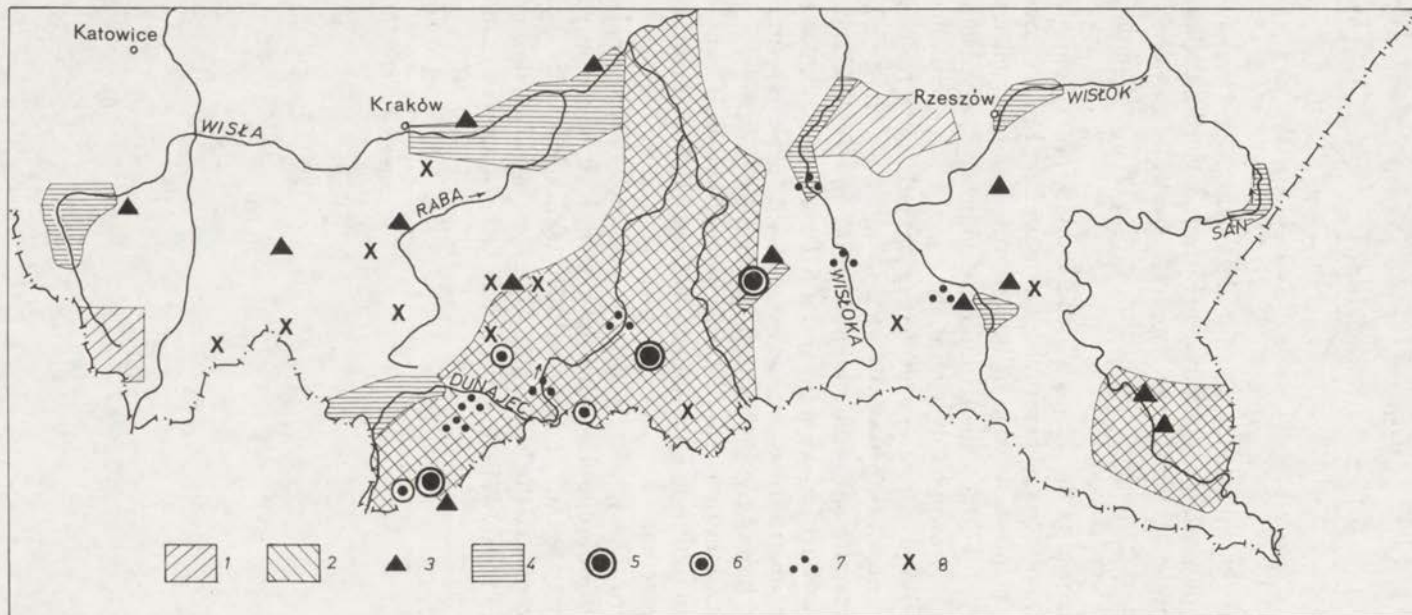 Katowice
Kraków
Rzeszów
WISŁOK
WISŁA
RABA
SAN
WISŁOKA
DUNAJEC
1 2 3 4 5 6 7 8